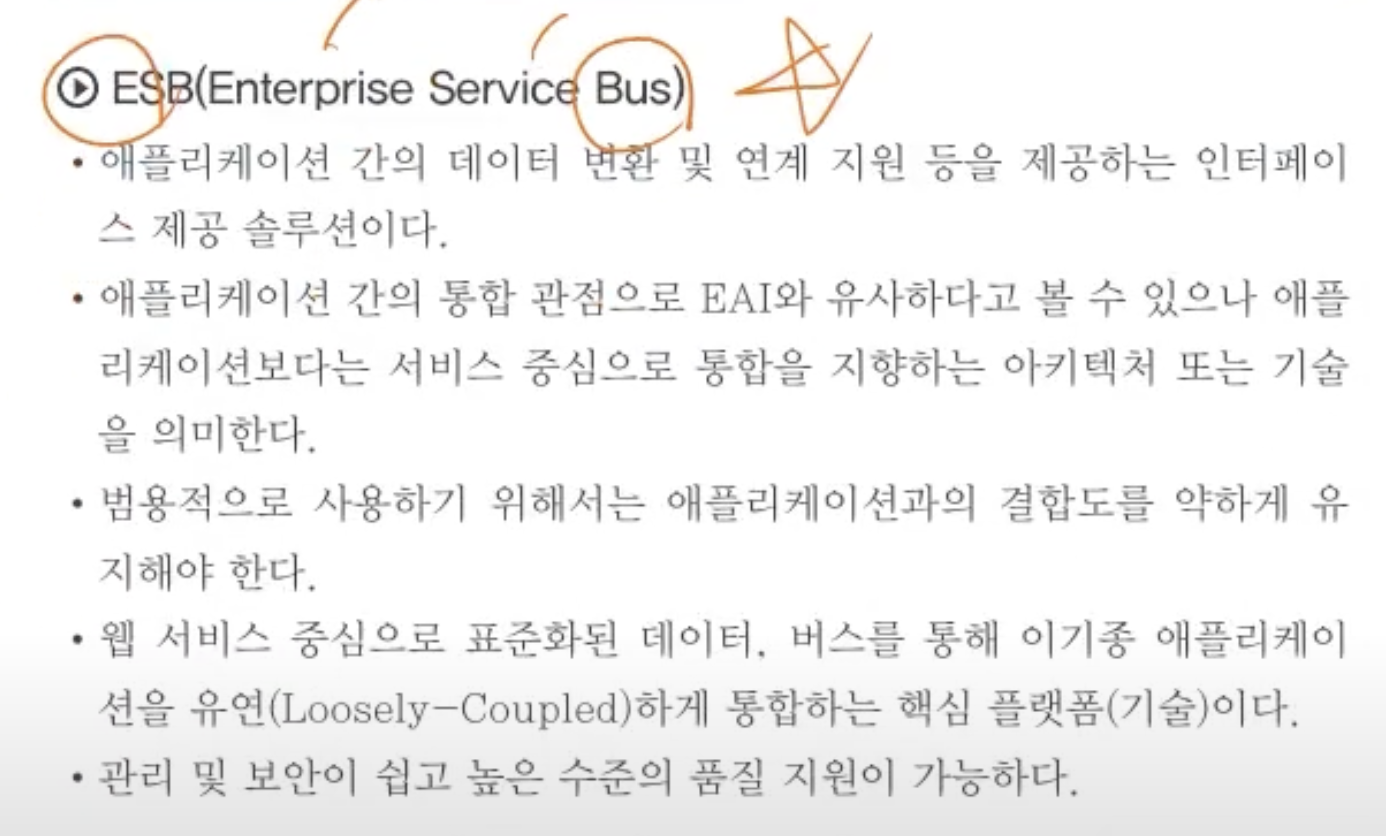 ESB(Enterprise Service Bus)
• 애플리케이션 간의 데이터 변환 및 연계 지원 등을 제공하는 인터페이
스 제공 솔루션이다.
• 애플리케이션 간의 통합 관점으로 EAI와 유사하다고 볼 수 있으나 애플
리케이션보다는 서비스 중심으로 통합을 지향하는 아키텍처 또는 기술
을 의미한다.
• 범용적으로 사용하기 위해서는 애플리케이션과의 결합도를 약하게 유
지해야 한다.
• 웹 서비스 중심으로 표준화된 데이터, 버스를 통해 이기종 애플리케이
션을 유연(Loosely-Coupled)하게 통합하는 핵심 플랫폼(기술)이다.
• 관리 및 보안이 쉽고 높은 수준의 품질 지원이 가능하다.